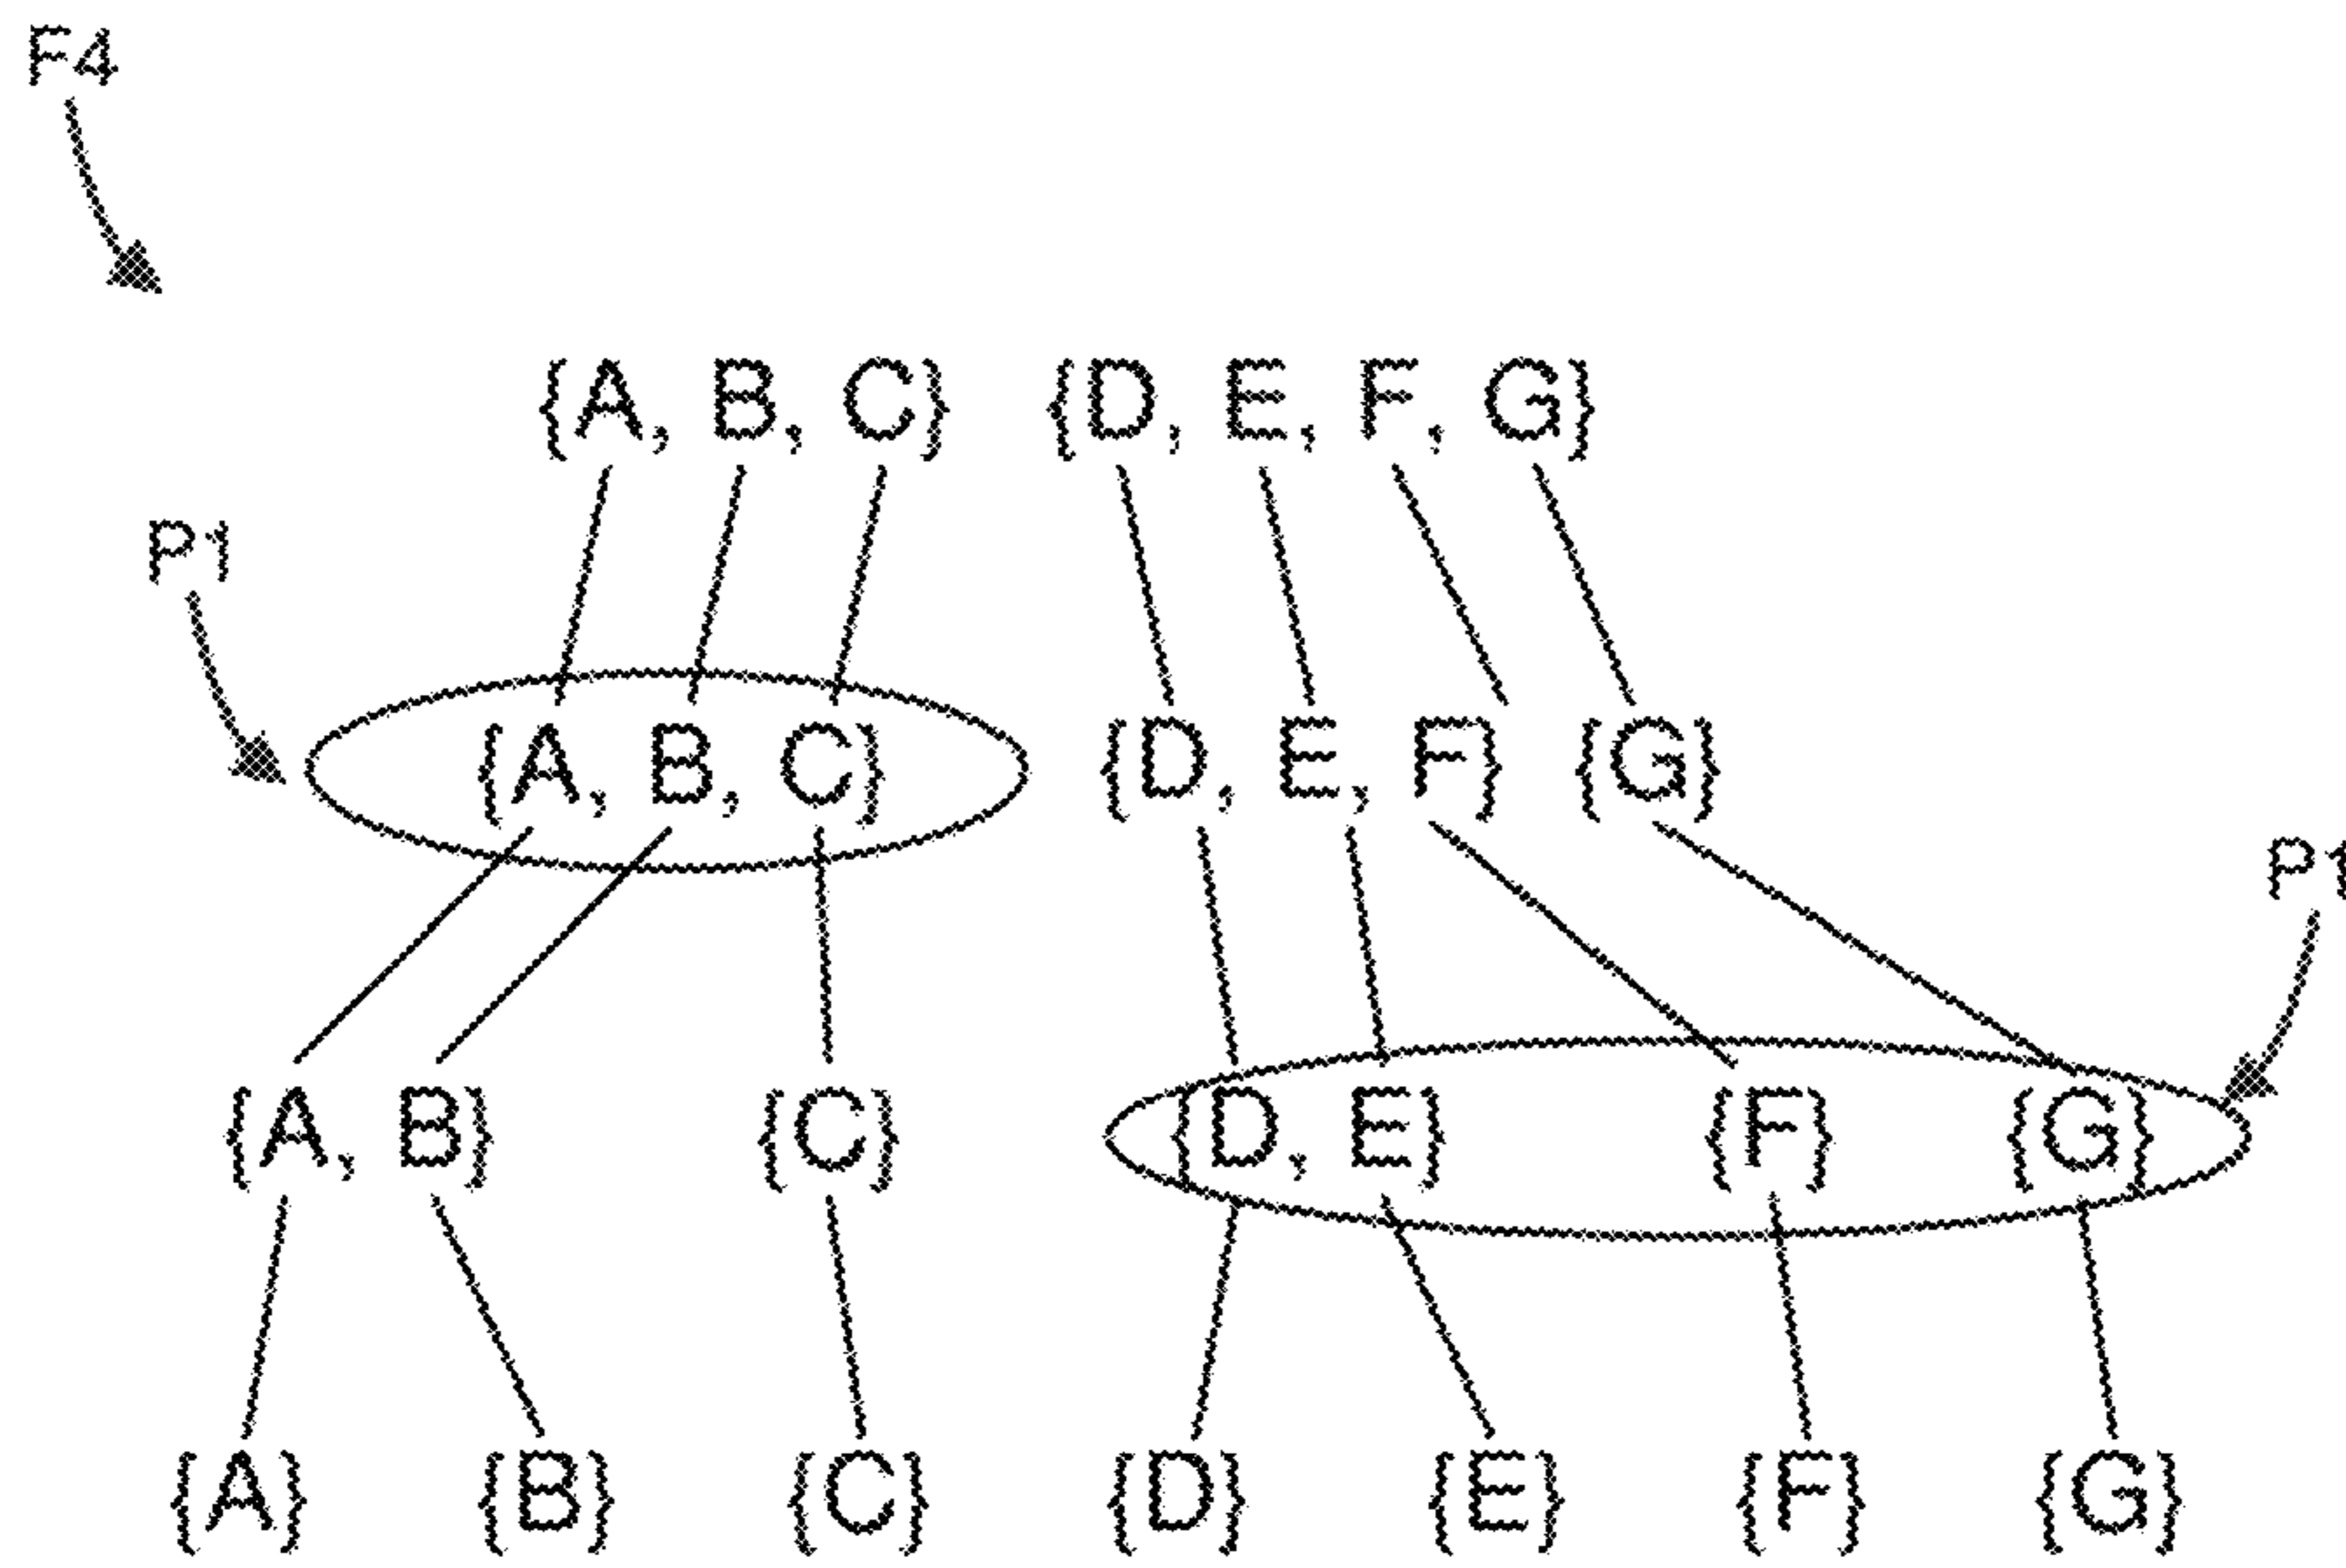 F4
{A, B, C} {D, E, F, G}
P1
{A, B, C} {D, E, F} {G}
P1
{A, B} {C} {D, E} {F} {G}
{A} {B} {C} {D} {E} {F} {G}